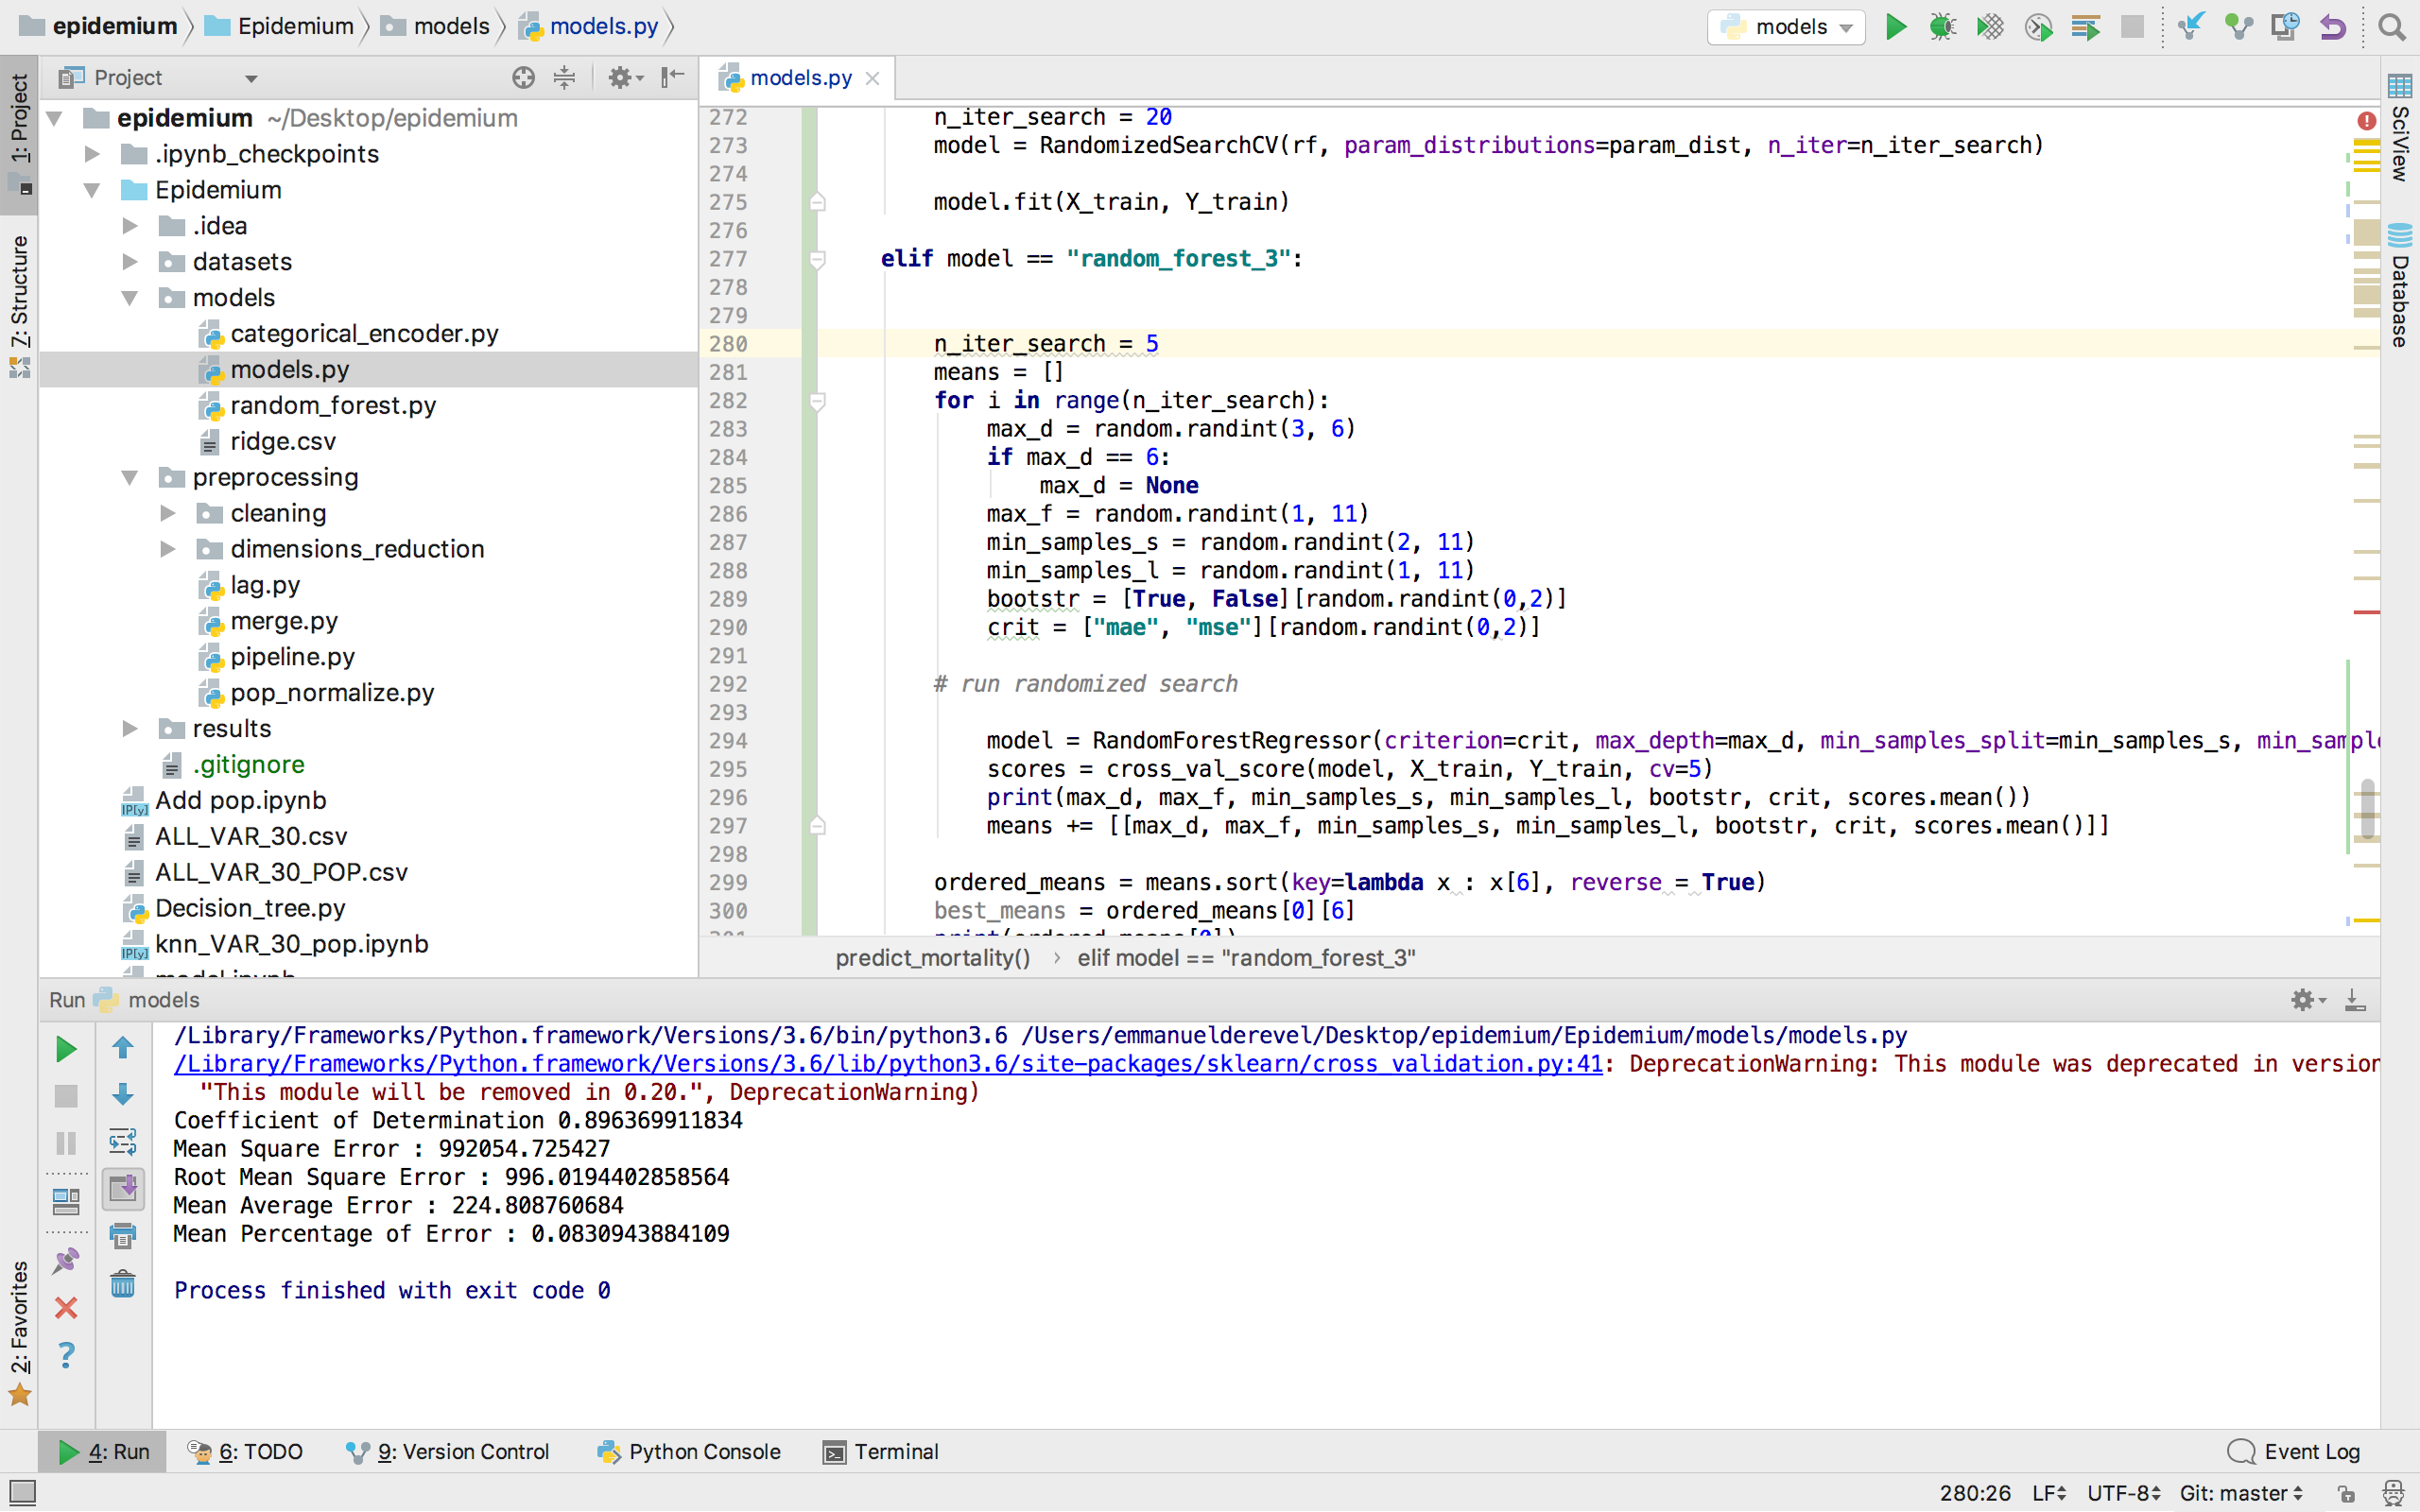 epidemium Epidemium models models.py
models
1: Project
7: Structure
2: Favorites
Project
epidemium ~/Desktop/epidemium
.ipynb_checkpoints
Epidemium
.idea
datasets
models
categorical_encoder.py
models.py
random_forest.py
ridge.csv
preprocessing
cleaning
dimensions_reduction
lag.py
merge.py
pipeline.py
pop_normalize.py
results
.gitignore
Add pop.ipynb
ALL_VAR_30.csv
ALL_VAR_30_POP.csv
Decision_tree.py
knn_VAR_30_pop.ipynb
model.ipynb
models.py
272 n_iter_search = 20
273 model = RandomizedSearchCV(rf, param_distributions=param_dist, n_iter=n_iter_search)
274
275 model.fit(X_train, Y_train)
276
277 elif model == "random_forest_3":
278
279
280 n_iter_search = 5
281 means = []
282 for i in range(n_iter_search):
283 max_d = random.randint(3, 6)
284 if max_d == 6:
285 max_d = None
286 max_f = random.randint(1, 11)
287 min_samples_s = random.randint(2, 11)
288 min_samples_l = random.randint(1, 11)
289 bootstr = [True, False][random.randint(0,2)]
290 crit = ["mae", "mse"][random.randint(0,2)]
291
292 # run randomized search
293
294 model = RandomForestRegressor(criterion=crit, max_depth=max_d, min_samples_split=min_samples_s, min_sampl
295 scores = cross_val_score(model, X_train, Y_train, cv=5)
296 print(max_d, max_f, min_samples_s, min_samples_l, bootstr, crit, scores.mean())
297 means += [[max_d, max_f, min_samples_s, min_samples_l, bootstr, crit, scores.mean()]]
298
299 ordered_means = means.sort(key=lambda x : x[6], reverse = True)
300 best_means = ordered_means[0][6]
301 print(ordered_means[0])
predict_mortality() › elif model == "random_forest_3"
SciView
Database
Run models
/Library/Frameworks/Python.framework/Versions/3.6/bin/python3.6 /Users/emmanuelderevel/Desktop/epidemium/Epidemium/models/models.py
/Library/Frameworks/Python.framework/Versions/3.6/lib/python3.6/site-packages/sklearn/cross_validation.py:41: DeprecationWarning: This module was deprecated in version
"This module will be removed in 0.20.", DeprecationWarning)
Coefficient of Determination 0.896369911834
Mean Square Error : 992054.725427
Root Mean Square Error : 996.0194402858564
Mean Average Error : 224.808760684
Mean Percentage of Error : 0.0830943884109
Process finished with exit code 0
4: Run 6: TODO 9: Version Control Python Console Terminal Event Log
280:26 LF UTF-8 Git: master